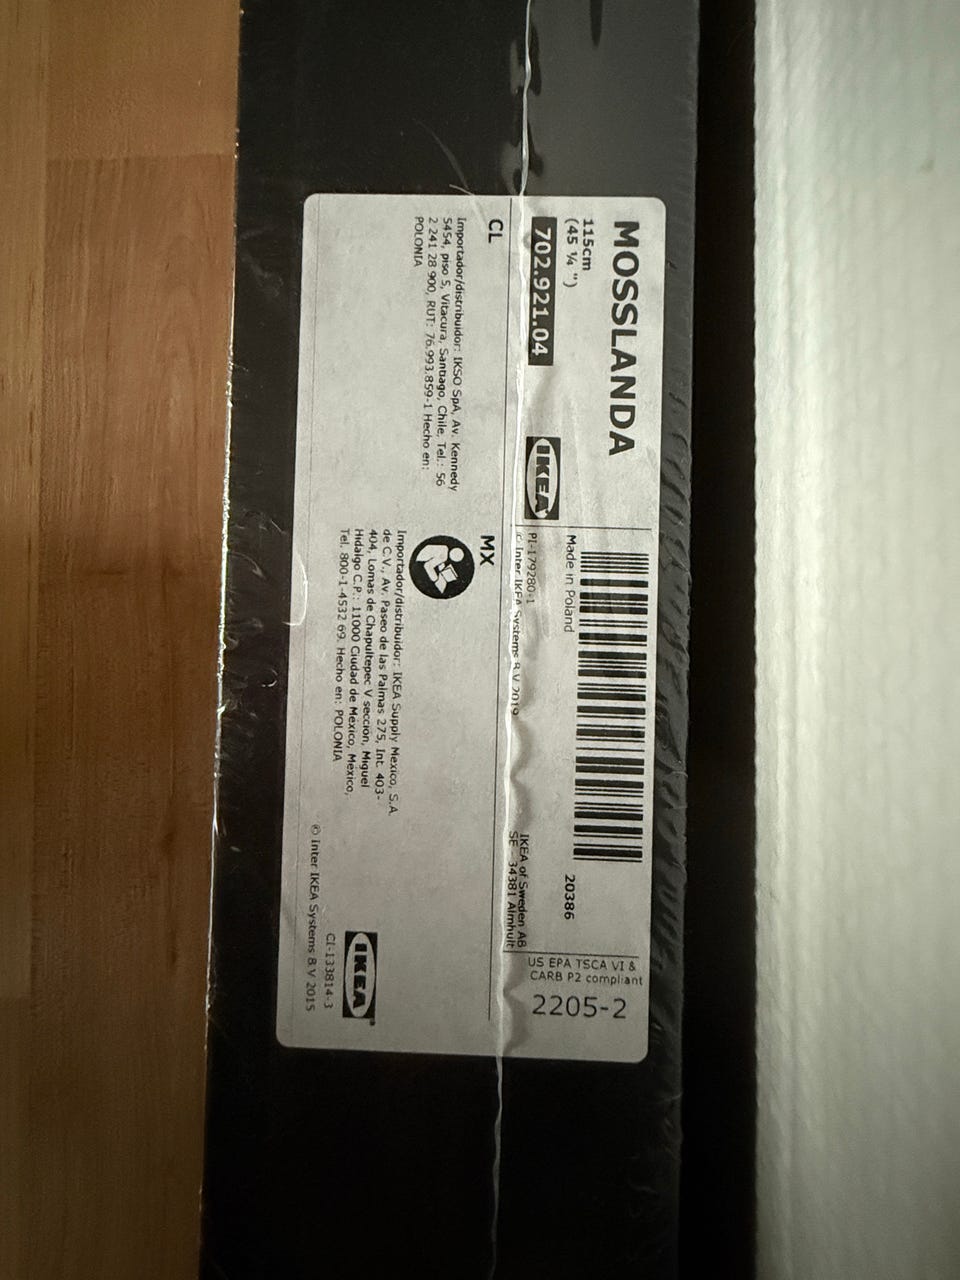 MOSSLANDA
115cm
(45 ¼ ")
702.921.04
IKEA
Made in Poland
PI-179280-1
© Inter IKEA Systems B.V 2019
20386
IKEA of Sweden AB
SE - 34381 Älmhult
US EPA TSCA VI &
CARB P2 compliant
2205-2
CL
Importador/distribuidor: IKSO SpA, Av. Kennedy
5454, piso 5, Vitacura, Santiago, Chile, Tel.: 56
2 241 28 900, RUT: 76.993.859-1 Hecho en:
POLONIA
MX
Importador/distribuidor: IKEA Supply Mexico, S.A.
de C.V., Av. Paseo de las Palmas 275, Int. 403-
404, Lomas de Chapultepec V sección, Miguel
Hidalgo C.P.: 11000 Ciudad de México, México,
Tel. 800-1-4532 69. Hecho en: POLONIA
IKEA®
CI-133814-3
© Inter IKEA Systems B.V 2015